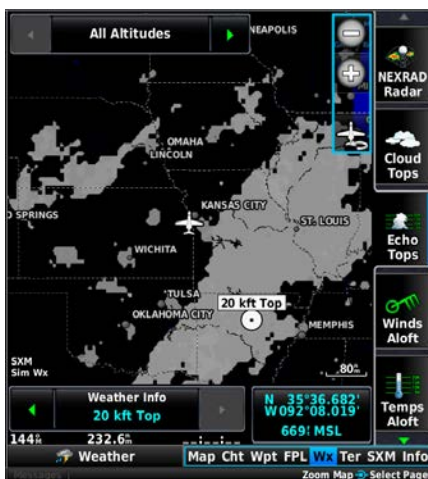 All Altitudes
NEAPOLIS
NEXRAD
Radar
OMAHA
LINCOLN
Cloud
Tops
O SPRINGS
KANSAS CITY
ST. LOUIS
WICHITA
Echo
Tops
TULSA
20 kft Top
OKLAHOMA CITY
MEMPHIS
Winds
Aloft
SXM
Sim Wx
80
Weather Info
20 kft Top
N 35°36.682'
W092°08.019'
669 MSL
Temps
Aloft
144 232.6
Weather
Map Cht Wpt FPL Wx Ter SXM Info
Zoom Map Select Page